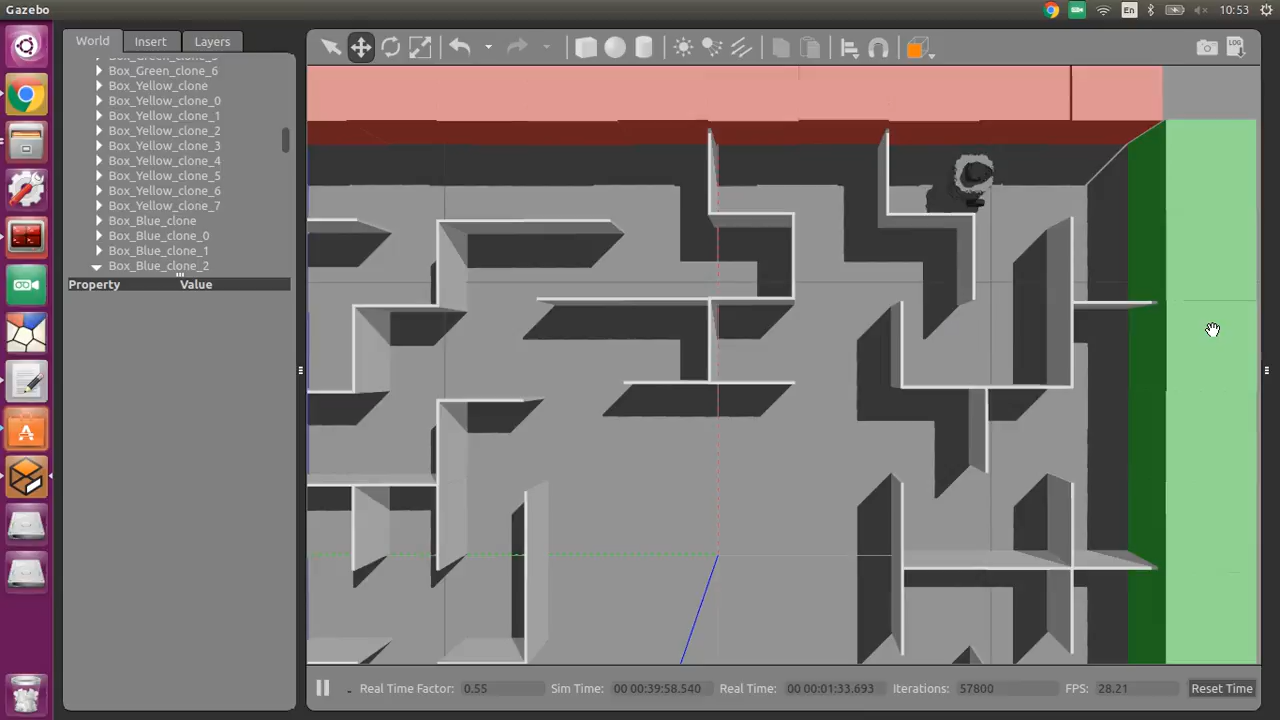 Gazebo
En
10:53
World Insert Layers
LOG
Box_Green_clone_6
Box_Yellow_clone
Box_Yellow_clone_0
Box_Yellow_clone_1
Box_Yellow_clone_2
Box_Yellow_clone_3
Box_Yellow_clone_4
Box_Yellow_clone_5
Box_Yellow_clone_6
Box_Yellow_clone_7
Box_Blue_clone
Box_Blue_clone_0
Box_Blue_clone_1
Box_Blue_clone_2
Property Value
Real Time Factor: 0.55 Sim Time: 00 00:39:58.540 Real Time: 00 00:01:33.693 Iterations: 57800 FPS: 28.21 Reset Time